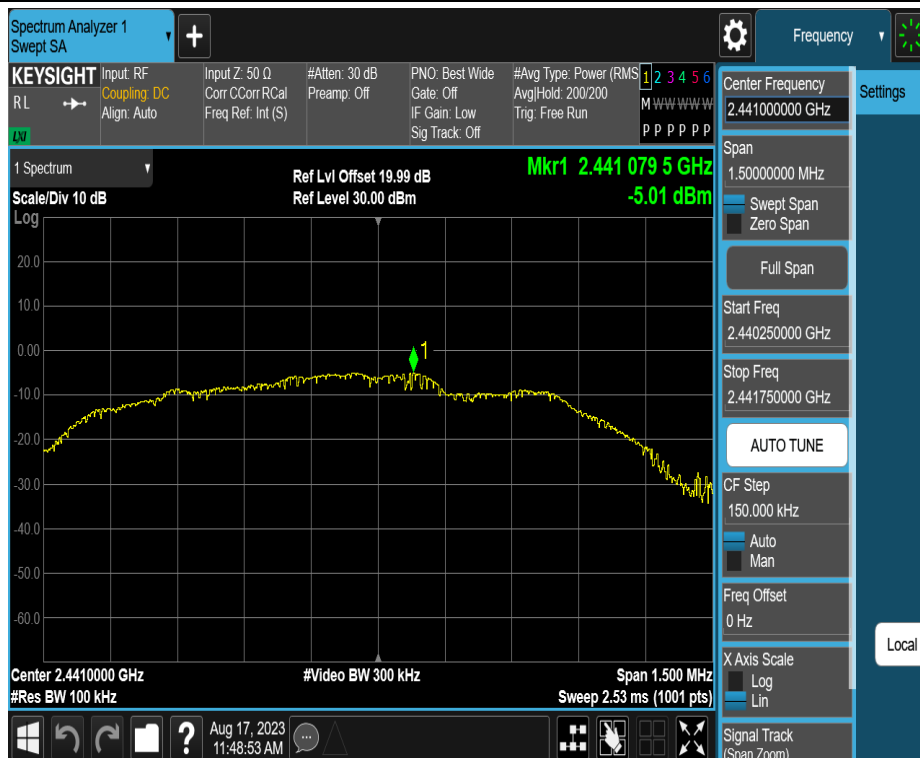 Spectrum Analyzer 1
Swept SA
+
Frequency
KEYSIGHT
RL
LXI
Input: RF
Coupling: DC
Align: Auto
Input Z: 50 Ω
Corr CCorr RCal
Freq Ref: Int (S)
#Atten: 30 dB
Preamp: Off
PNO: Best Wide
Gate: Off
IF Gain: Low
Sig Track: Off
#Avg Type: Power (RMS
Avg|Hold: 200/200
Trig: Free Run
1 2 3 4 5 6
M W W W W W
P P P P P P
1 Spectrum
Scale/Div 10 dB
Log
Ref Lvl Offset 19.99 dB
Ref Level 30.00 dBm
Mkr1 2.441 079 5 GHz
-5.01 dBm
20.0
10.0
0.00
-10.0
-20.0
-30.0
-40.0
-50.0
-60.0
1
Center 2.4410000 GHz
#Res BW 100 kHz
#Video BW 300 kHz
Span 1.500 MHz
Sweep 2.53 ms (1001 pts)
?
Aug 17, 2023
11:48:53 AM
Center Frequency
2.441000000 GHz
Span
1.50000000 MHz
Swept Span
Zero Span
Full Span
Start Freq
2.440250000 GHz
Stop Freq
2.441750000 GHz
AUTO TUNE
CF Step
150.000 kHz
Auto
Man
Freq Offset
0 Hz
X Axis Scale
Log
Lin
Signal Track
(Span Zoom)
Settings
Local